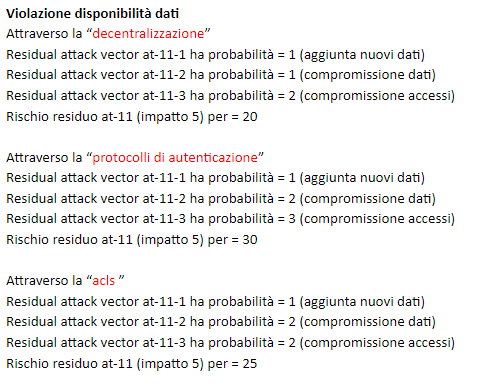 Violazione disponibilità dati
Attraverso la “decentralizzazione”
Residual attack vector at-11-1 ha probabilità = 1 (aggiunta nuovi dati)
Residual attack vector at-11-2 ha probabilità = 1 (compromissione dati)
Residual attack vector at-11-3 ha probabilità = 2 (compromissione accessi)
Rischio residuo at-11 (impatto 5) per = 20
Attraverso la “protocolli di autenticazione”
Residual attack vector at-11-1 ha probabilità = 1 (aggiunta nuovi dati)
Residual attack vector at-11-2 ha probabilità = 2 (compromissione dati)
Residual attack vector at-11-3 ha probabilità = 3 (compromissione accessi)
Rischio residuo at-11 (impatto 5) per = 30
Attraverso la “acls ”
Residual attack vector at-11-1 ha probabilità = 1 (aggiunta nuovi dati)
Residual attack vector at-11-2 ha probabilità = 2 (compromissione dati)
Residual attack vector at-11-3 ha probabilità = 2 (compromissione accessi)
Rischio residuo at-11 (impatto 5) per = 25